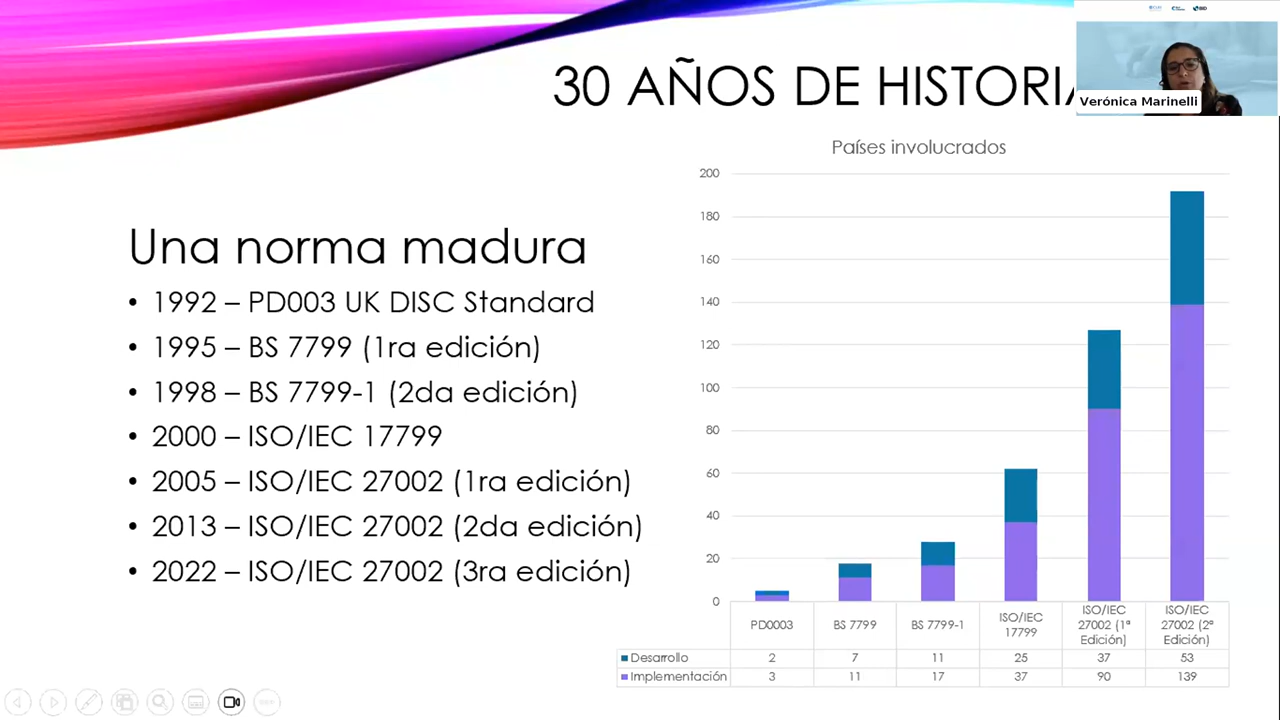 30 AÑOS DE HISTORIA
Verónica Marinelli
Una norma madura
• 1992 – PD003 UK DISC Standard
• 1995 – BS 7799 (1ra edición)
• 1998 – BS 7799-1 (2da edición)
• 2000 – ISO/IEC 17799
• 2005 – ISO/IEC 27002 (1ra edición)
• 2013 – ISO/IEC 27002 (2da edición)
• 2022 – ISO/IEC 27002 (3ra edición)
Países involucrados
200
180
160
140
120
100
80
60
40
20
0
PD0003 BS 7799 BS 7799-1 ISO/IEC 17799 ISO/IEC 27002 (1ª Edición) ISO/IEC 27002 (2ª Edición)
Desarrollo 2 7 11 25 37 53
Implementación 3 11 17 37 90 139